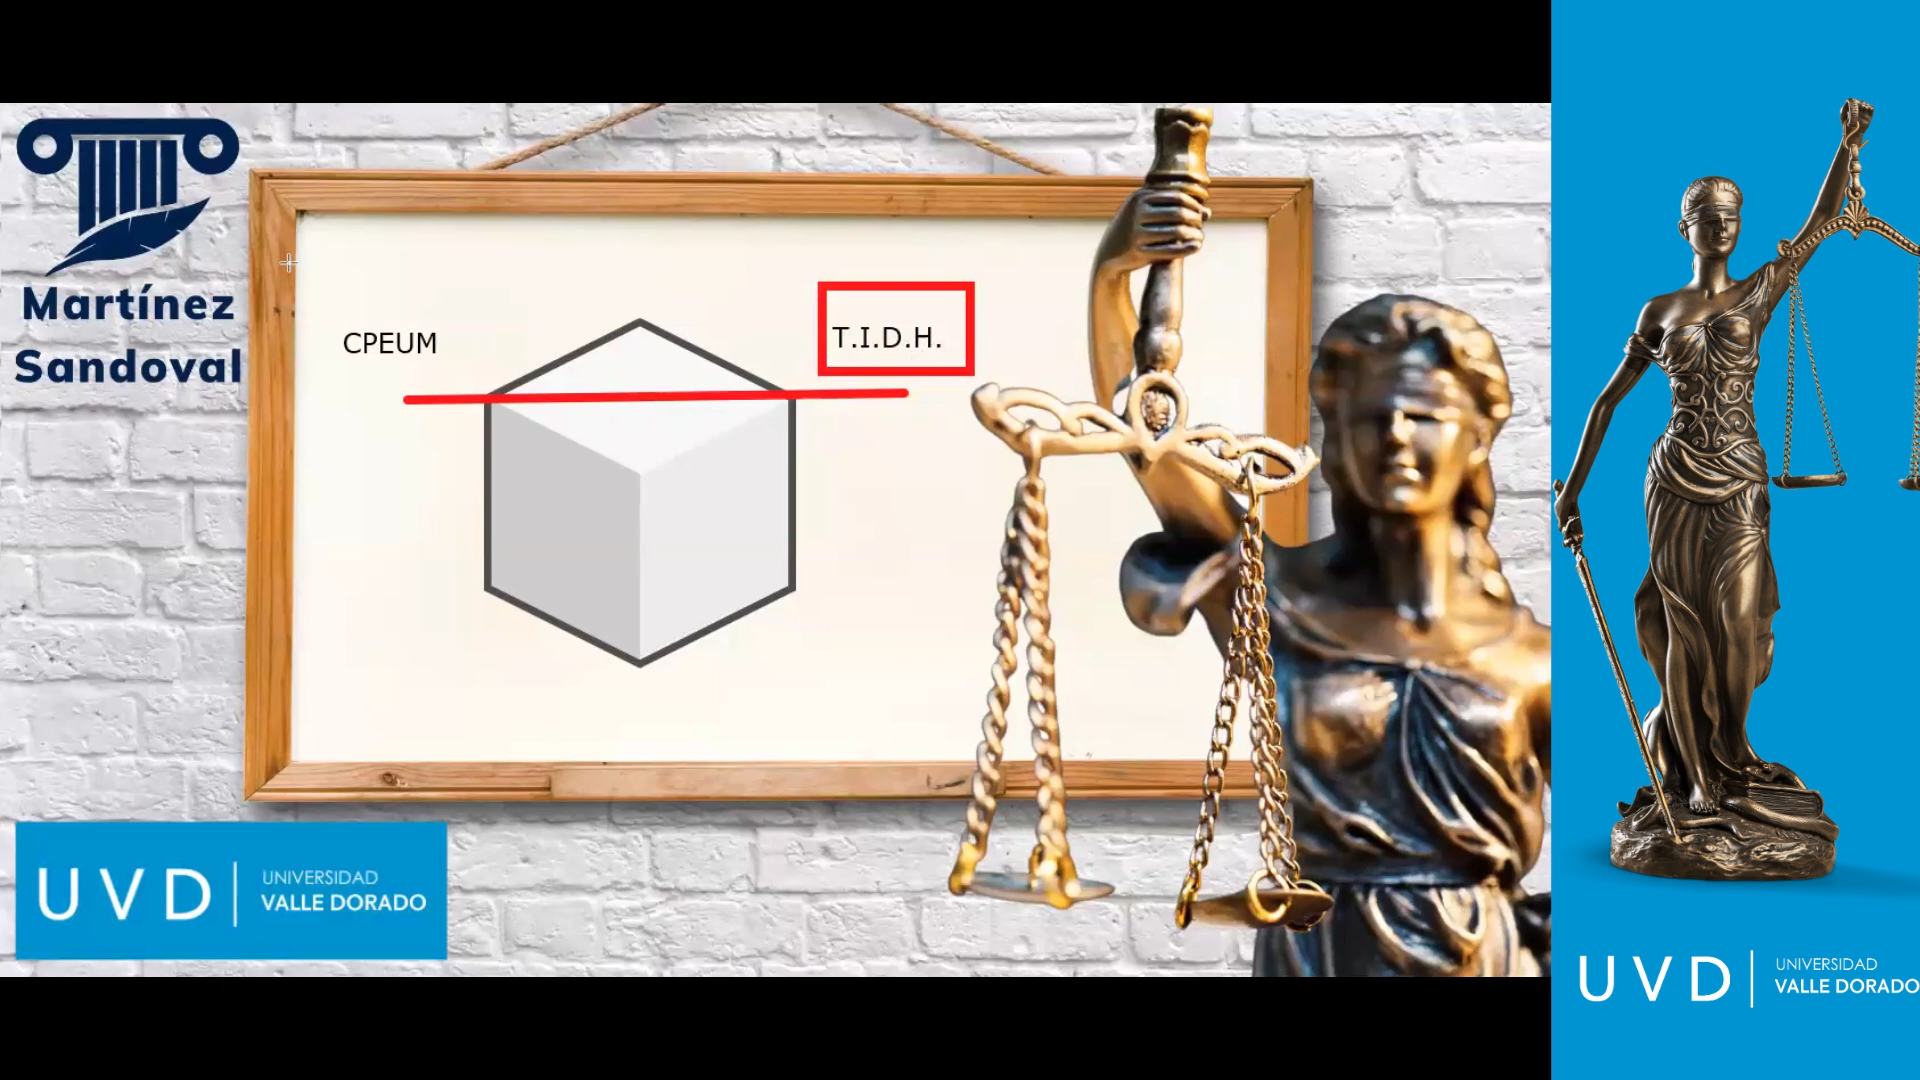 Martínez
Sandoval
CPEUM
T.I.D.H.
UVD
UNIVERSIDAD
VALLE DORADO
UVD
UNIVERSIDAD
VALLE DORADO